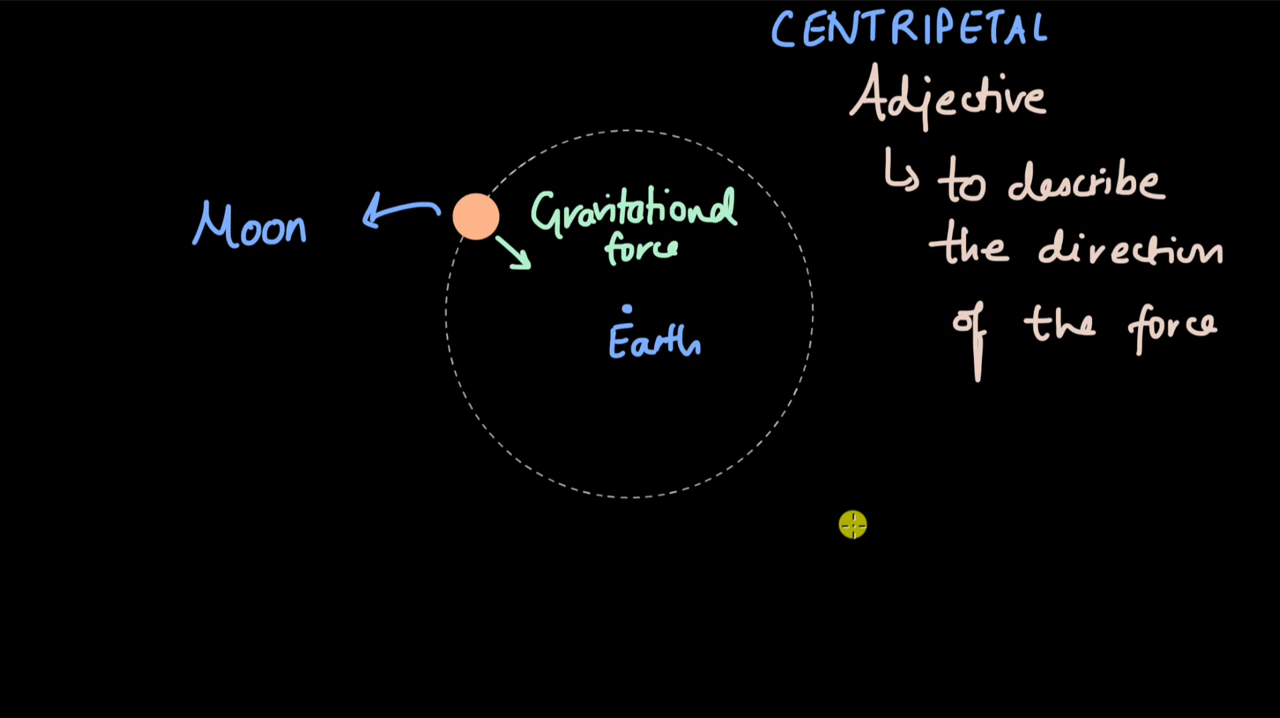 CENTRIPETAL
Adjective
↳ to describe
the direction
of the force
Moon
Gravitational
force
Earth